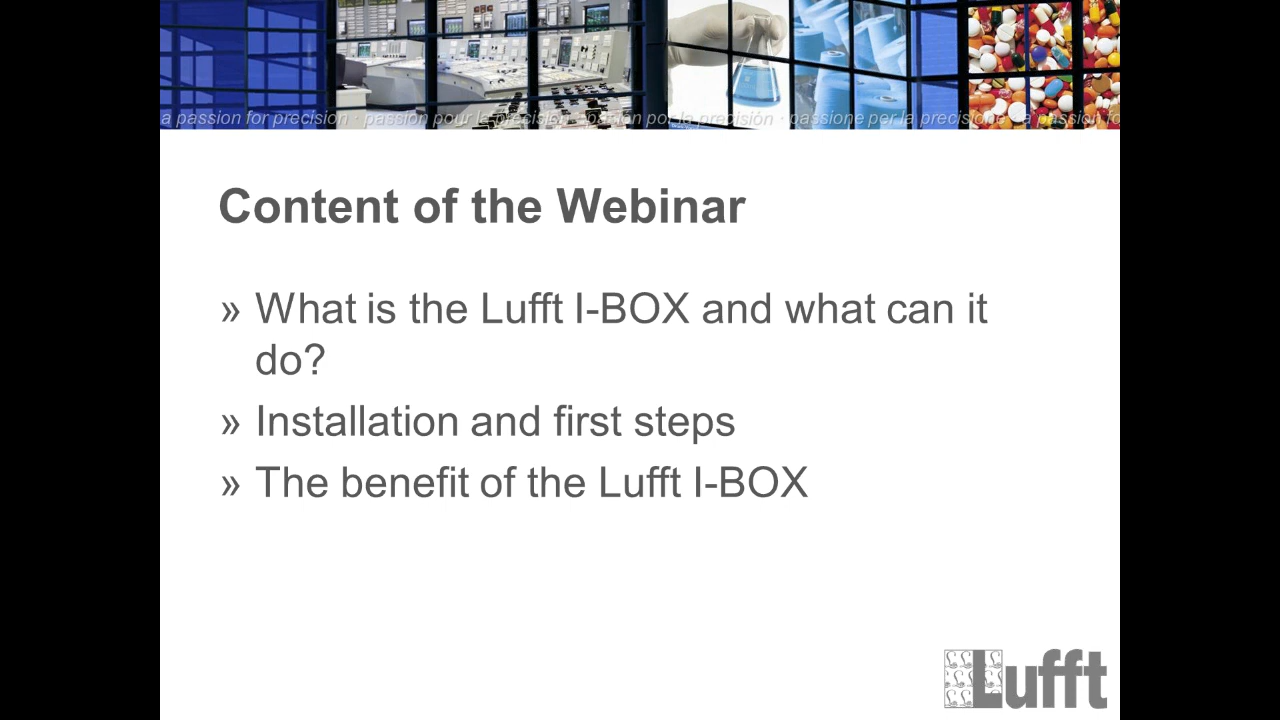 a passion for precision · passion pour la précision · pasión por la precisión · passione per la precisione · a passion fo
Content of the Webinar
» What is the Lufft I-BOX and what can it
do?
» Installation and first steps
» The benefit of the Lufft I-BOX
Lufft